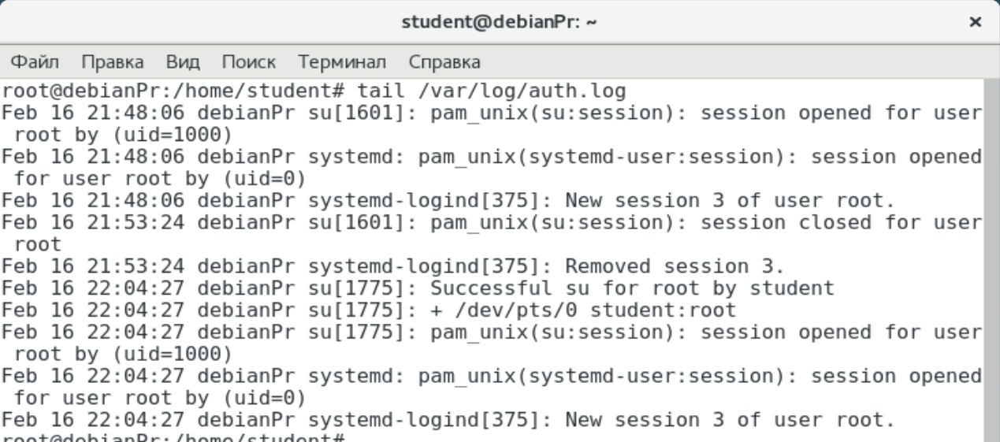 student@debianPr: ~ ×
Файл Правка Вид Поиск Терминал Справка
root@debianPr:/home/student# tail /var/log/auth.log
Feb 16 21:48:06 debianPr su[1601]: pam_unix(su:session): session opened for user
 root by (uid=1000)
Feb 16 21:48:06 debianPr systemd: pam_unix(systemd-user:session): session opened
 for user root by (uid=0)
Feb 16 21:48:06 debianPr systemd-logind[375]: New session 3 of user root.
Feb 16 21:53:24 debianPr su[1601]: pam_unix(su:session): session closed for user
 root
Feb 16 21:53:24 debianPr systemd-logind[375]: Removed session 3.
Feb 16 22:04:27 debianPr su[1775]: Successful su for root by student
Feb 16 22:04:27 debianPr su[1775]: + /dev/pts/0 student:root
Feb 16 22:04:27 debianPr su[1775]: pam_unix(su:session): session opened for user
 root by (uid=1000)
Feb 16 22:04:27 debianPr systemd: pam_unix(systemd-user:session): session opened
 for user root by (uid=0)
Feb 16 22:04:27 debianPr systemd-logind[375]: New session 3 of user root.
root@debianPr:/home/student#